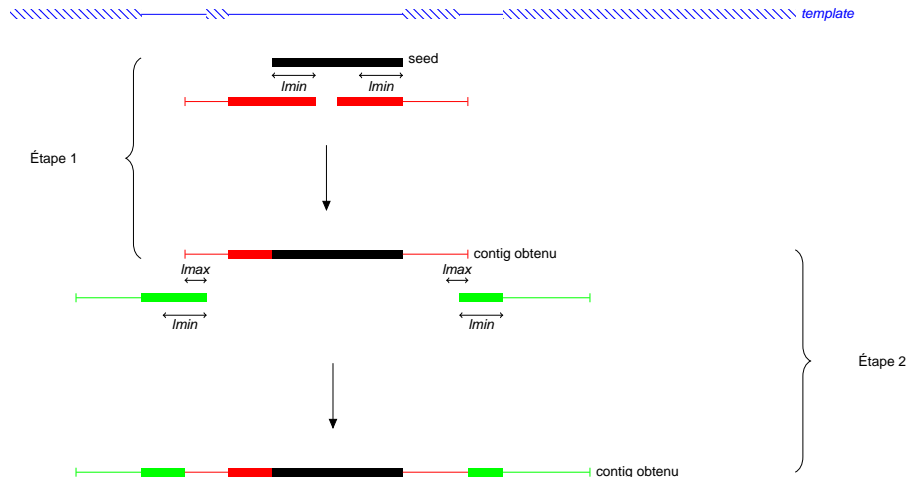 template
seed
lmin
lmin
Étape 1
contig obtenu
lmax
lmax
lmin
lmin
Étape 2
contig obtenu